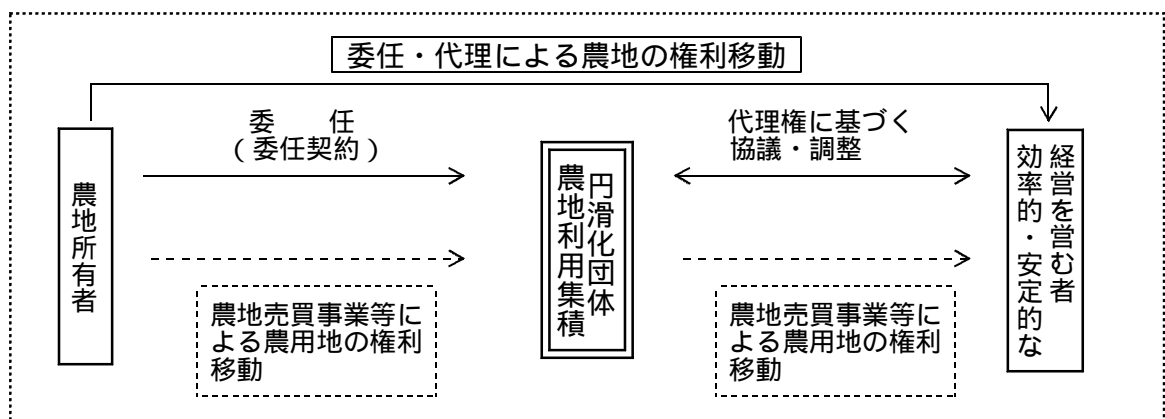 委任・代理による農地の権利移動
委　　任
（委任契約）
代理権に基づく
協議・調整
農地所有者
円滑化団体
農地利用集積
経営を営む者
効率的・安定的な
農地売買事業等に
よる農用地の権利
移動
農地売買事業等に
よる農用地の権利
移動